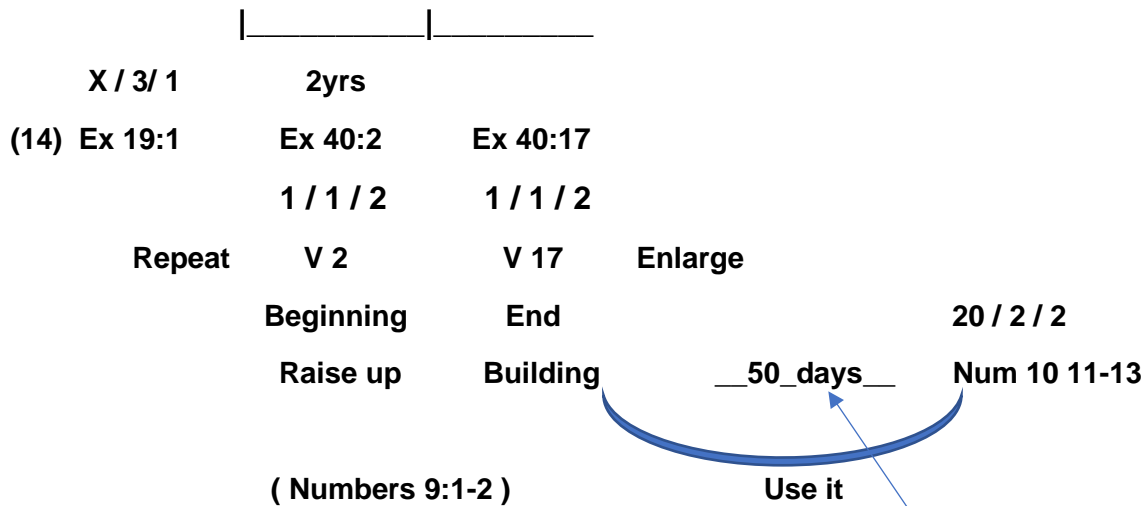 |__________|_________
X / 3/ 1 2yrs
(14) Ex 19:1 Ex 40:2 Ex 40:17
1 / 1 / 2 1 / 1 / 2
Repeat V 2 V 17 Enlarge
Beginning End 20 / 2 / 2
Raise up Building __50_days__ Num 10 11-13
( Numbers 9:1-2 ) Use it